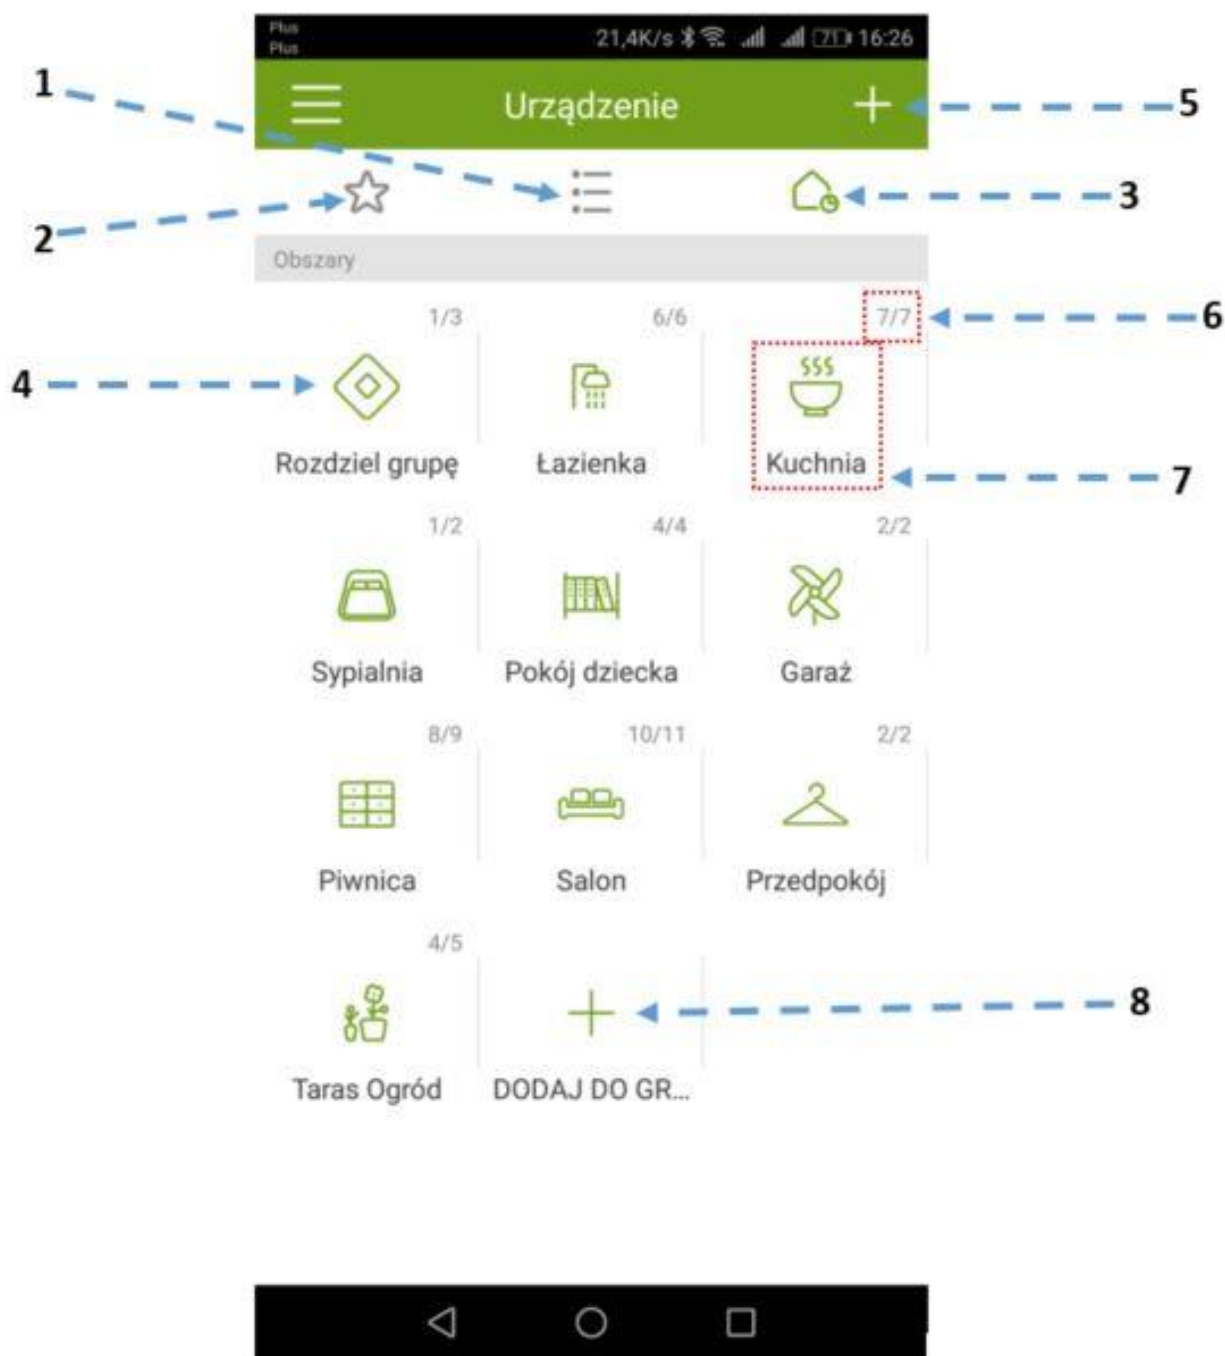 Plus
Plus
21,4K/s 71 16:26
1
Urządzenie
5
2
3
Obszary
1/3 6/6 7/7
6
4
Rozdziel grupę Łazienka Kuchnia
7
1/2 4/4 2/2
Sypialnia Pokój dziecka Garaż
8/9 10/11 2/2
Piwnica Salon Przedpokój
4/5
8
Taras Ogród DODAJ DO GR...